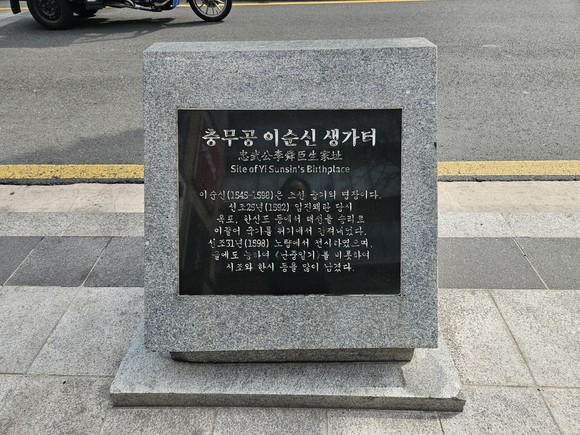 충무공 이순신 생가터
忠武公李舜臣生家址
Site of Yi Sunsin's Birthplace
이순신(1545-1598)은 조선 중기의 명장이다.
선조25년(1592) 임진왜란 당시
옥포, 한산도 등에서 해전을 승리로
이끌어 국가를 위기에서 건져내었다.
선조31년(1598) 노량에서 전사하였으며,
글에도 능하여 《난중일기》를 비롯하여
시조와 한시 등을 많이 남겼다.